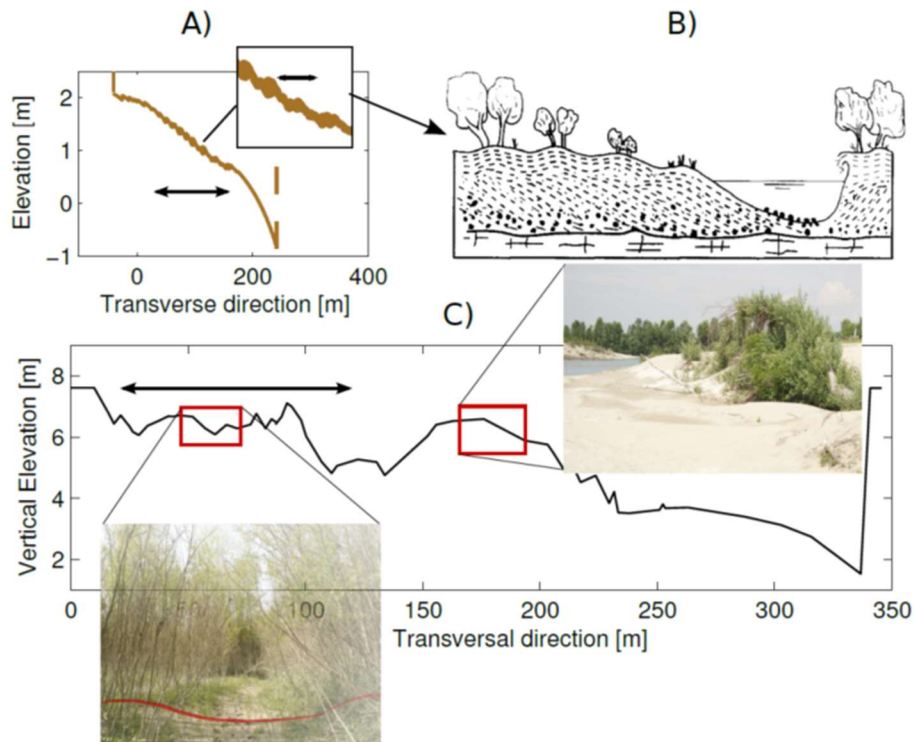 A)
B)
Elevation [m]
2
1
0
−1
0
200
400
Transverse direction [m]
C)
Vertical Elevation [m]
8
6
4
2
0
50
100
150
200
250
300
350
Transversal direction [m]